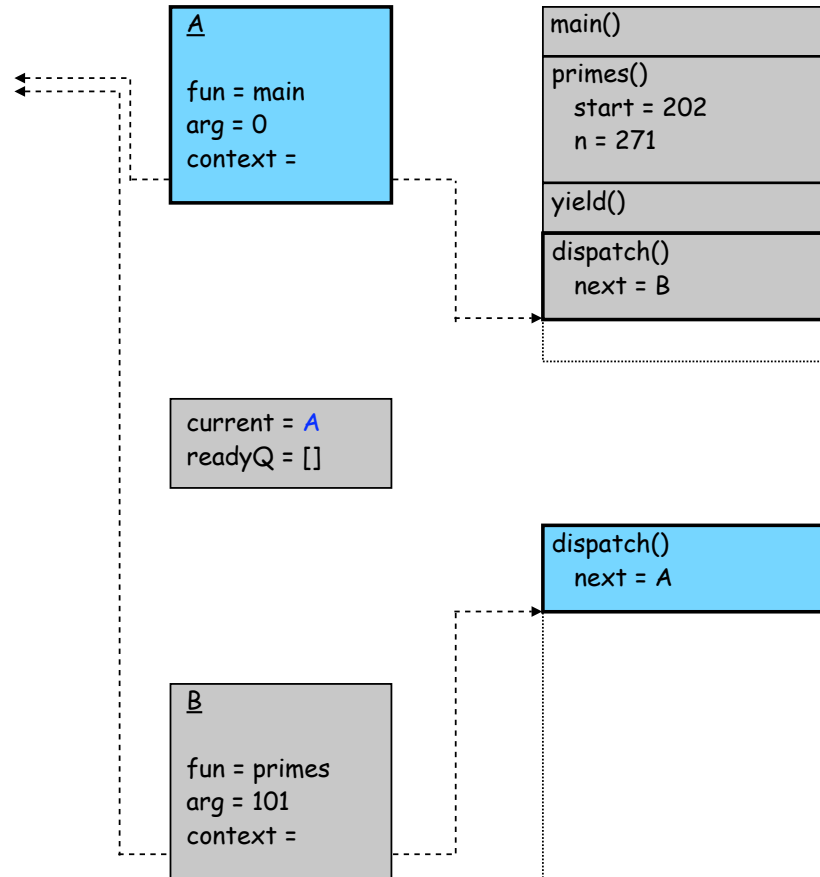 A
fun = main
arg = 0
context =
main()
primes()
start = 202
n = 271
yield()
dispatch()
next = B
current = A
readyQ = []
dispatch()
next = A
B
fun = primes
arg = 101
context =